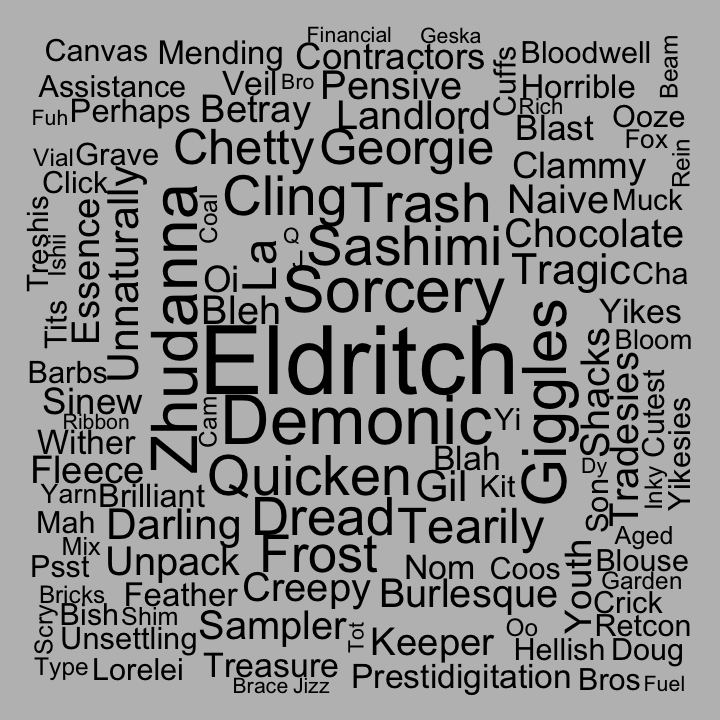 Financial Geska
Canvas Mending Contractors Cuffs Bloodwell Beam
Assistance Veil Bro Pensive Horrible
Fuh Perhaps Betray Landlord Rich Ooze
Chetty Georgie Blast Fox
Vial Grave Clammy Rein
Click Unnaturally Zhudanna Coal Cling Trash Naive Muck
Treshis Ishii Essence La Q J Sashimi Chocolate
Oi Sorcery Tragic Cha
Tits Bleh Giggles Yikes
Eldritch Shacks Bloom
Barbs Tradesies Cutest
Sinew Cam Demonic Yi Yikesies
Ribbon
Wither Blah
Fleece Quicken Gil Kit Son- Dy Inky
Yarn Brilliant
Mah Darling Dread Tearily Aged
Mix Frost Youth
Psst Unpack Nom Coos Blouse
Bricks Feather Creepy Burlesque Garden
Scry Bish Shim Sampler Tot Oo Crick
Unsettling Keeper Retcon
Type Lorelei Treasure Hellish Doug
Brace Jizz Prestidigitation Bros Fuel